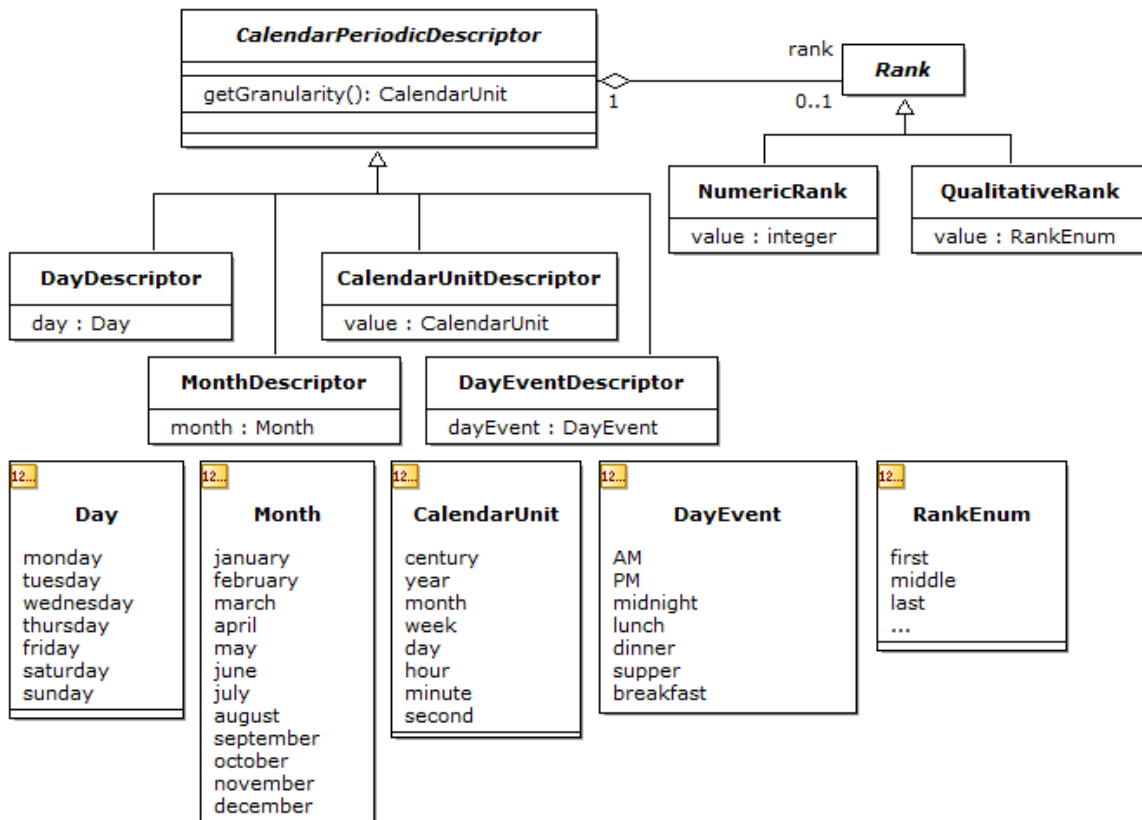 CalendarPeriodicDescriptor
getGranularity(): CalendarUnit
1
rank
0..1
Rank
NumericRank
value : integer
QualitativeRank
value : RankEnum
DayDescriptor
day : Day
CalendarUnitDescriptor
value : CalendarUnit
MonthDescriptor
month : Month
DayEventDescriptor
dayEvent : DayEvent
12...
Day
monday
tuesday
wednesday
thursday
friday
saturday
sunday
12...
Month
january
february
march
april
may
june
july
august
september
october
november
december
12...
CalendarUnit
century
year
month
week
day
hour
minute
second
12...
DayEvent
AM
PM
midnight
lunch
dinner
supper
breakfast
12...
RankEnum
first
middle
last
...